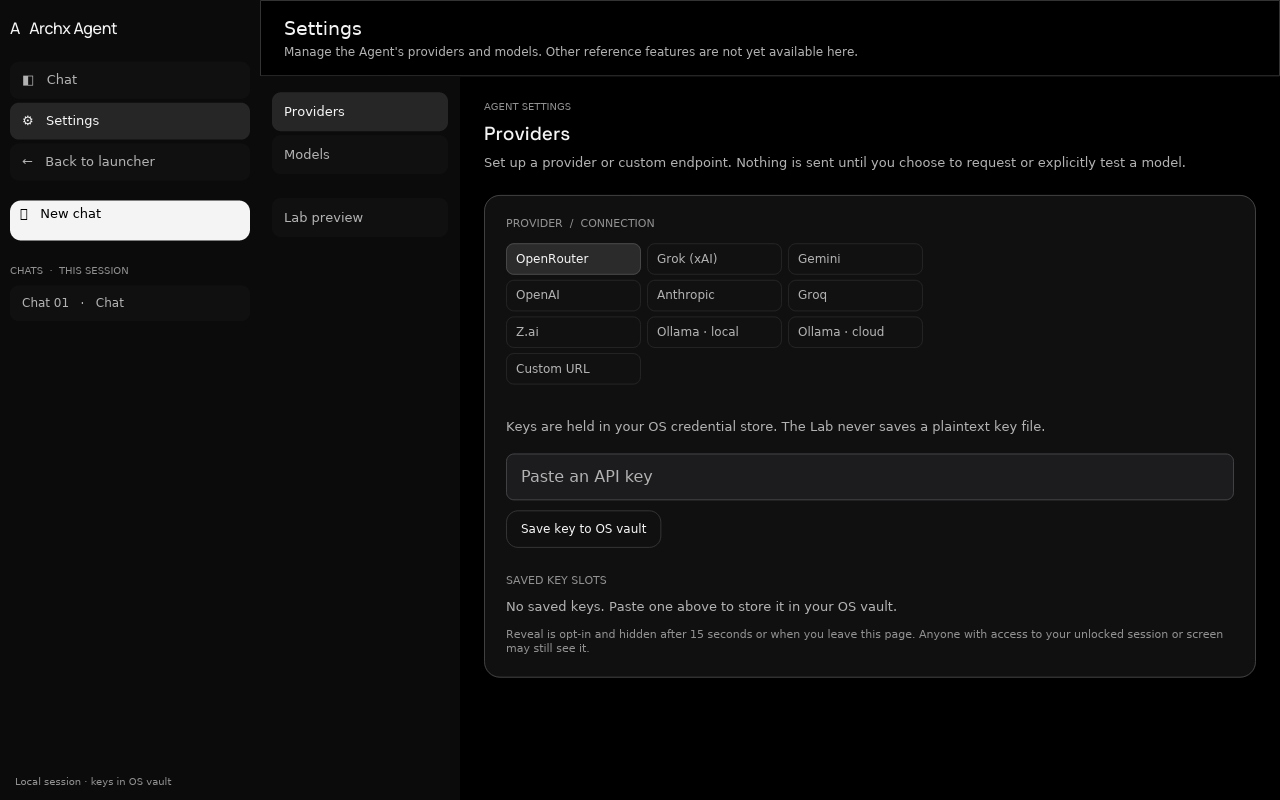 A Archx Agent
Chat
Settings
← Back to launcher
New chat
CHATS · THIS SESSION
Chat 01 · Chat
Local session · keys in OS vault
Settings
Manage the Agent's providers and models. Other reference features are not yet available here.
Providers
Models
Lab preview
AGENT SETTINGS
Providers
Set up a provider or custom endpoint. Nothing is sent until you choose to request or explicitly test a model.
PROVIDER / CONNECTION
OpenRouter
Grok (xAI)
Gemini
OpenAI
Anthropic
Groq
Z.ai
Ollama · local
Ollama · cloud
Custom URL
Keys are held in your OS credential store. The Lab never saves a plaintext key file.
Paste an API key
Save key to OS vault
SAVED KEY SLOTS
No saved keys. Paste one above to store it in your OS vault.
Reveal is opt-in and hidden after 15 seconds or when you leave this page. Anyone with access to your unlocked session or screen
may still see it.